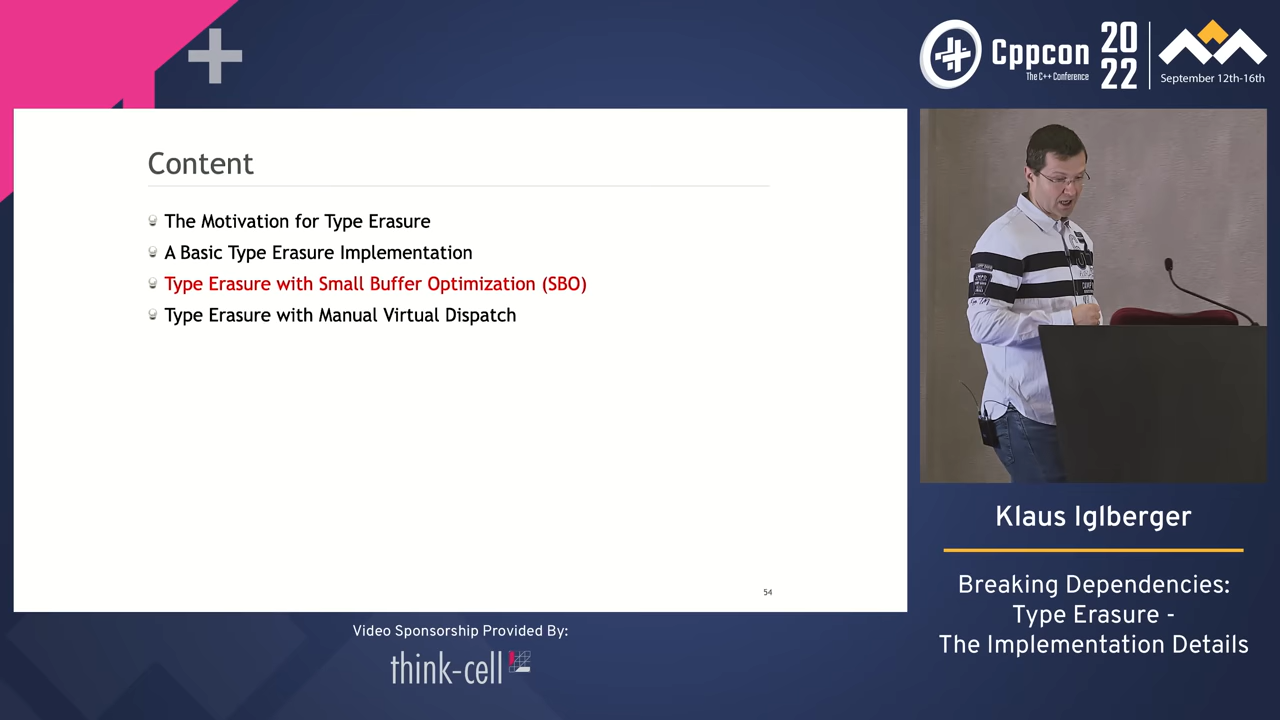 Cppcon
The C++ Conference
20
22
September 12th-16th
Content
The Motivation for Type Erasure
A Basic Type Erasure Implementation
Type Erasure with Small Buffer Optimization (SBO)
Type Erasure with Manual Virtual Dispatch
54
Klaus Iglberger
Breaking Dependencies:
Type Erasure -
The Implementation Details
Video Sponsorship Provided By:
think-cell